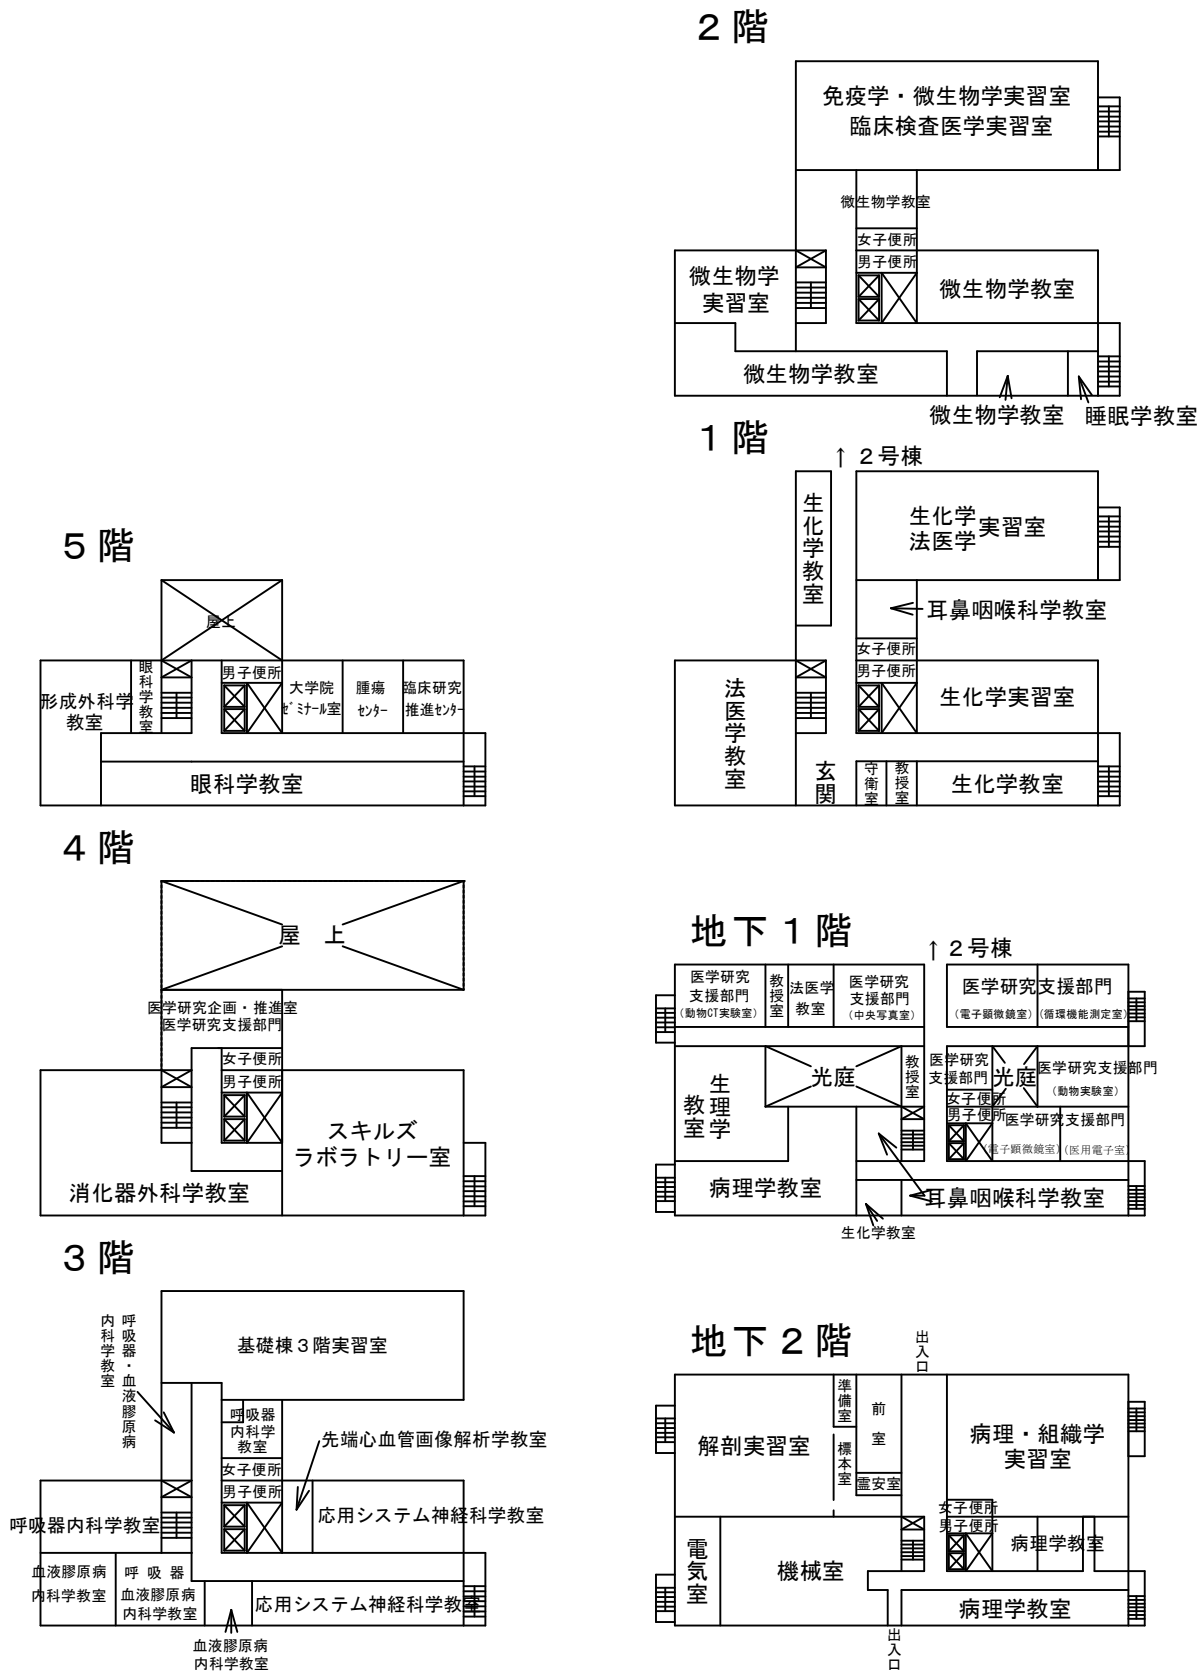 ２階
免疫学・微生物学実習室
臨床検査医学実習室
微生物学教室
女子便所
男子便所
微生物学
実習室
微生物学教室
微生物学教室
微生物学教室
睡眠学教室
１階
↑ ２号棟
生化学教室
生化学
法医学
実習室
耳鼻咽喉科学教室
女子便所
男子便所
法医学教室
生化学実習室
玄関
守衛室
教授室
生化学教室
５階
屋上
形成外科学
教室
眼科学教室
男子便所
大学院
ｾﾞﾐﾅｰﾙ室
腫瘍
ｾﾝﾀｰ
臨床研究
推進ｾﾝﾀｰ
眼科学教室
４階
屋　上
医学研究企画・推進室
医学研究支援部門
女子便所
男子便所
スキルズ
ラボラトリー室
消化器外科学教室
地下１階
↑ ２号棟
医学研究
支援部門
（動物CT実験室）
教授室
法医学
教室
医学研究
支援部門
（中央写真室）
医学研究支援部門
（電子顕微鏡室）
（循環機能測定室）
生理学
教室
光庭
教授室
医学研究
支援部門
光庭
医学研究支援部門
（動物実験室）
女子便所
男子便所
医学研究支援部門
（電子顕微鏡室）
（医用電子室）
病理学教室
耳鼻咽喉科学教室
生化学教室
３階
呼吸器・血液膠原病
内科学教室
基礎棟３階実習室
呼吸器
内科学
教室
先端心血管画像解析学教室
女子便所
男子便所
呼吸器内科学教室
応用システム神経科学教室
血液膠原病
内科学教室
呼 吸 器
血液膠原病
内科学教室
応用システム神経科学教室
血液膠原病
内科学教室
地下２階
出入口
解剖実習室
準備室
前室
標本室
霊安室
病理・組織学
実習室
女子便所
男子便所
病理学教室
電気室
機械室
病理学教室
出入口